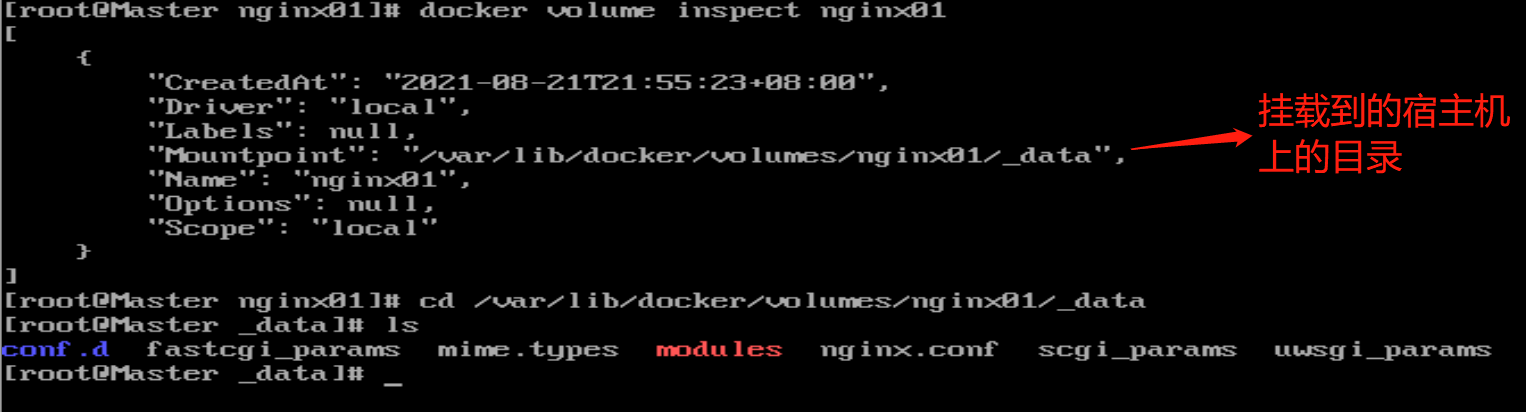 [root@Master nginx01]# docker volume inspect nginx01
[
    {
        "CreatedAt": "2021-08-21T21:55:23+08:00",
        "Driver": "local",
        "Labels": null,
        "Mountpoint": "/var/lib/docker/volumes/nginx01/_data",
        "Name": "nginx01",
        "Options": null,
        "Scope": "local"
    }
]
[root@Master nginx01]# cd /var/lib/docker/volumes/nginx01/_data
[root@Master _data]# ls
conf.d  fastcgi_params  mime.types  modules  nginx.conf  scgi_params  uwsgi_params
[root@Master _data]# _
挂载到的宿主机
上的目录